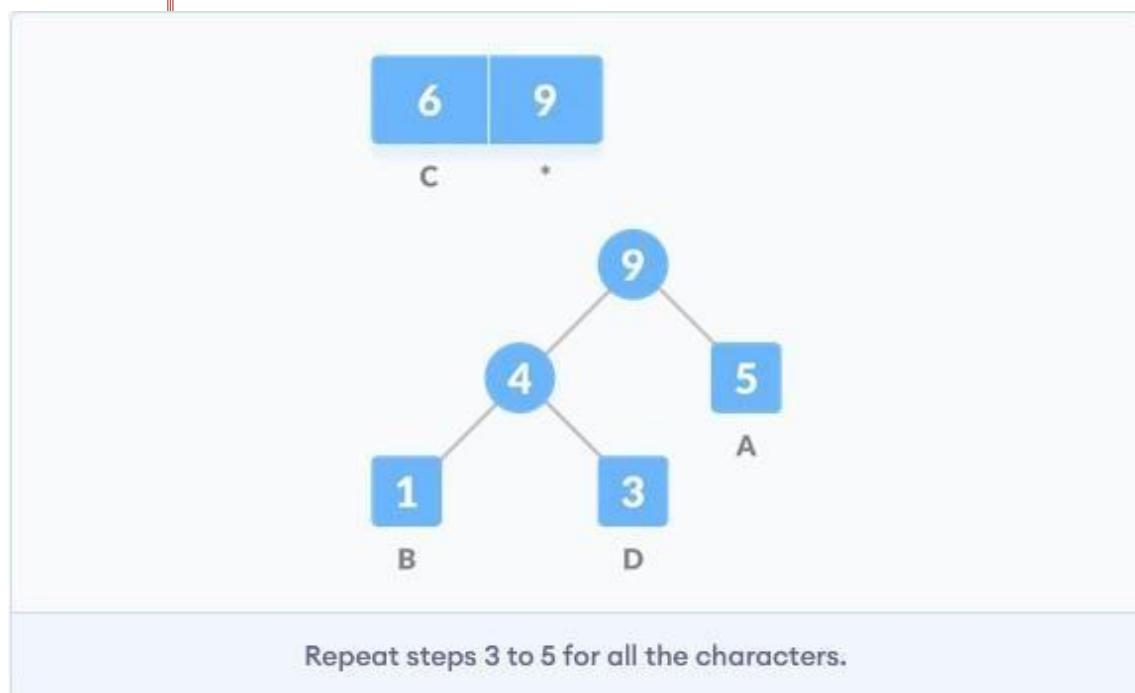 6 9
C *
9
4 5
A
1 3
B D
Repeat steps 3 to 5 for all the characters.